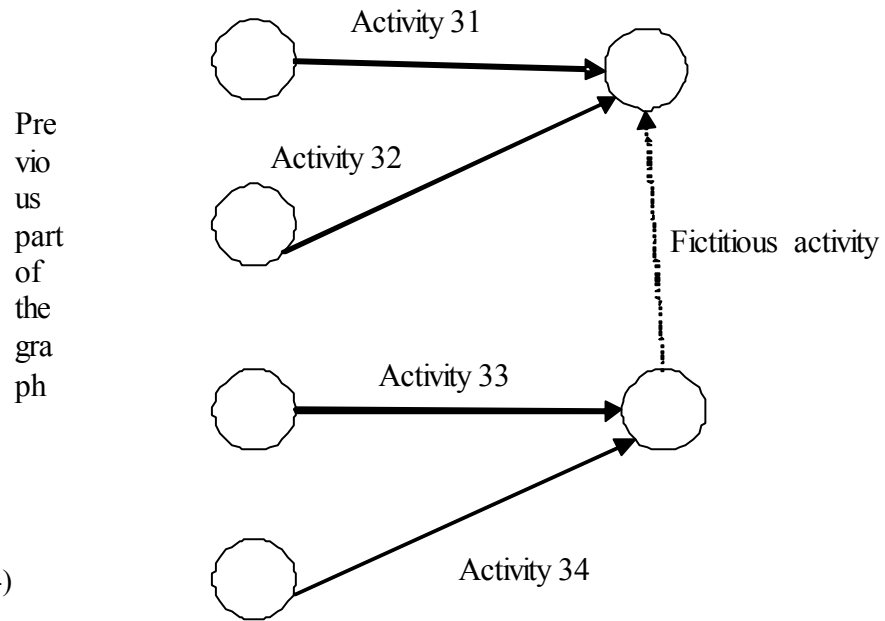 Activity 31
Activity 32
Pre
vio
us
part
of
the
gra
ph
Fictitious activity
Activity 33
Activity 34
)